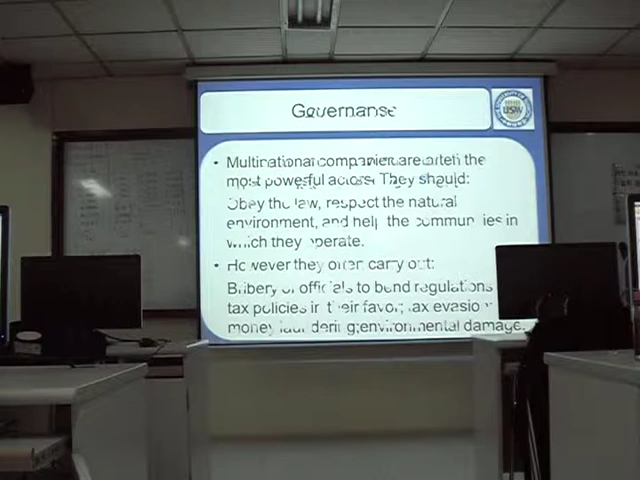 Governanse
• Multinational companies are often the
most powerful actors. They should:
Obey the law, respect the natural
environment, and help the communities in
which they operate.
• However they often carry out:
Bribery of officials to bend regulations
tax policies in their favor; tax evasion
money laundering; environmental damage.